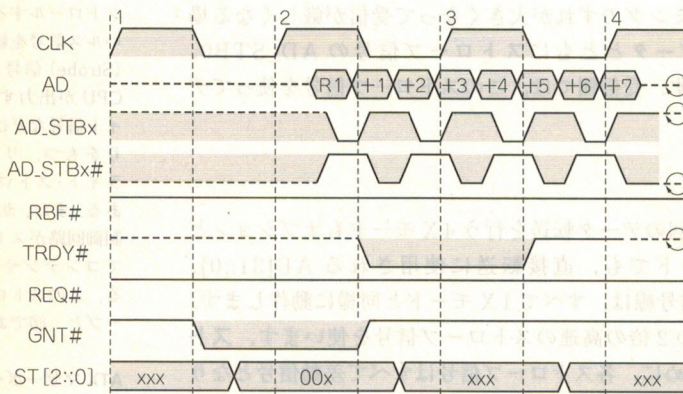 1 2 3 4
CLK
AD R1 +1 +2 +3 +4 +5 +6 +7
AD_STBx
AD_STBx#
RBF#
TRDY#
REQ#
GNT#
ST [2::0] xxx 00x xxx xxx